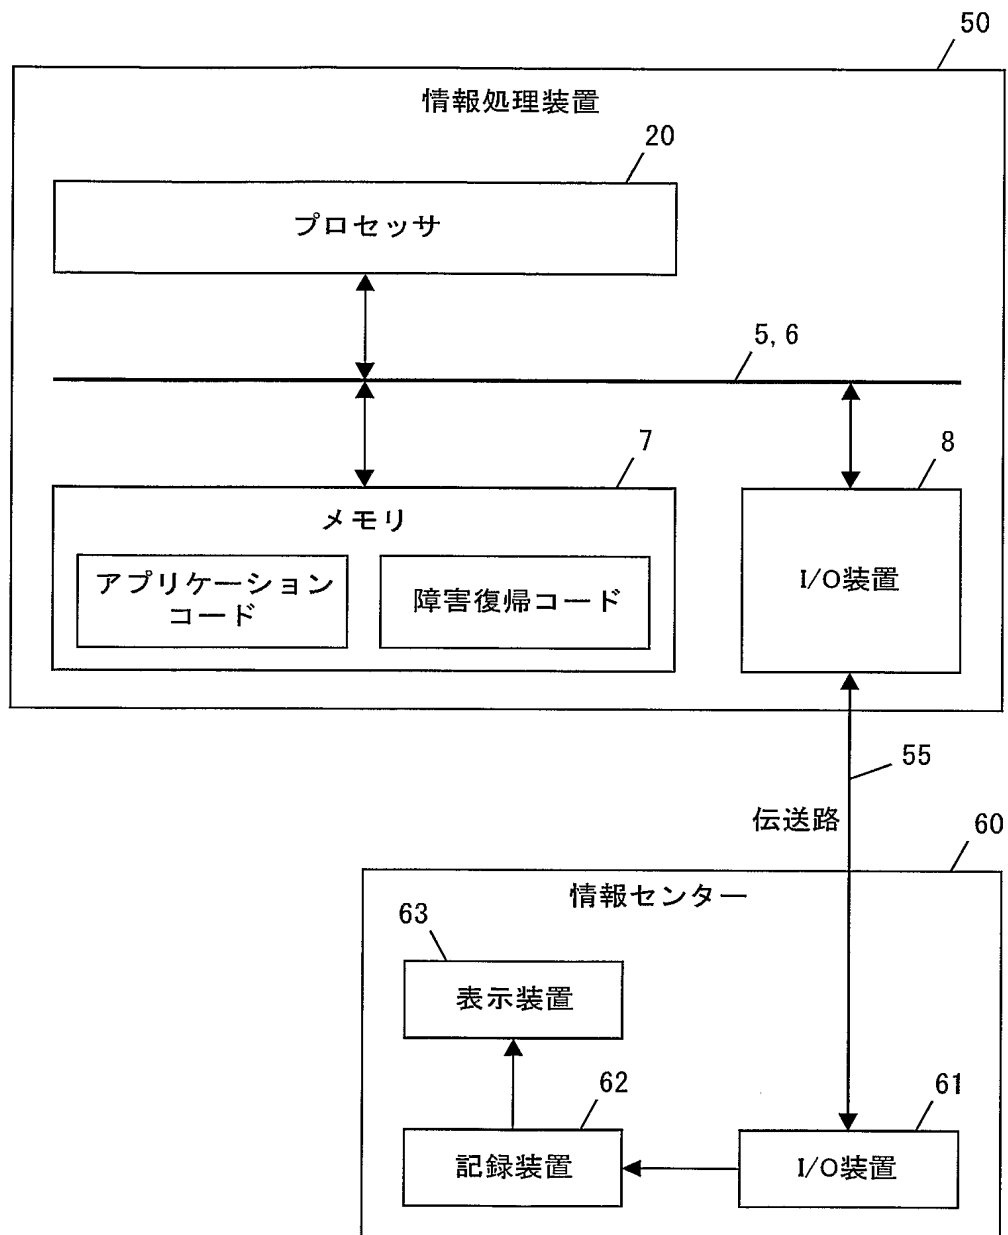 50
情報処理装置
20
プロセッサ
5, 6
7
8
メモリ
アプリケーション
コード
障害復帰コード
I/O装置
55
伝送路
60
情報センター
63
表示装置
62
61
記録装置
I/O装置